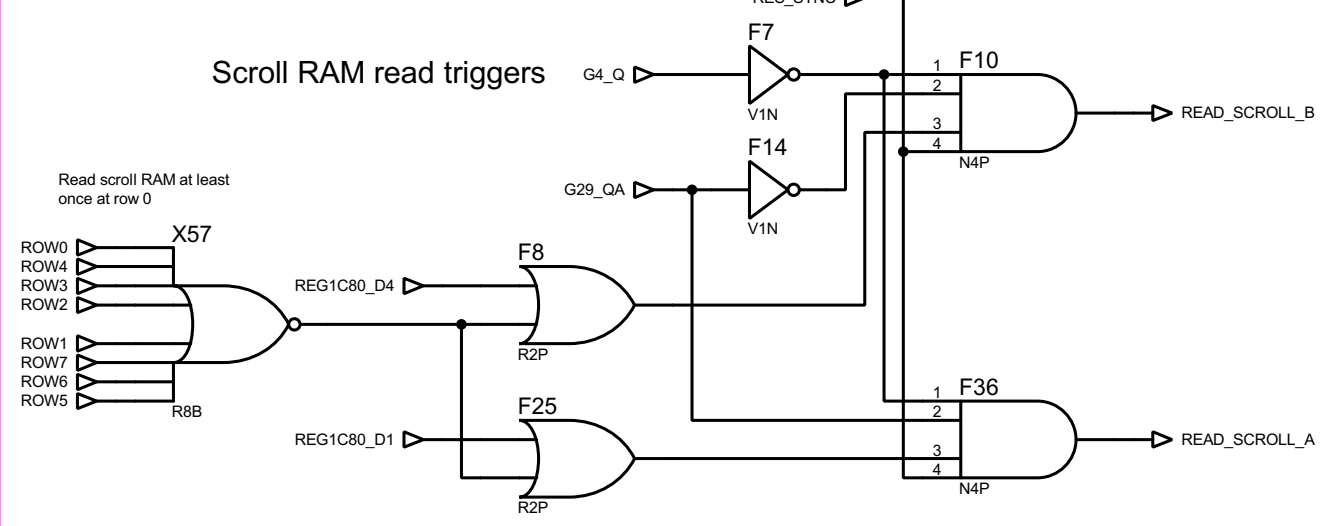 F7
F10
Scroll RAM read triggers
G4_Q
1
2
3
4
READ_SCROLL_B
V1N
N4P
F14
Read scroll RAM at least
once at row 0
G29_QA
V1N
X57
ROW0
ROW4
ROW3
ROW2
ROW1
ROW7
ROW6
ROW5
R8B
F8
REG1C80_D4
R2P
F25
REG1C80_D1
R2P
F36
1
2
3
4
READ_SCROLL_A
N4P